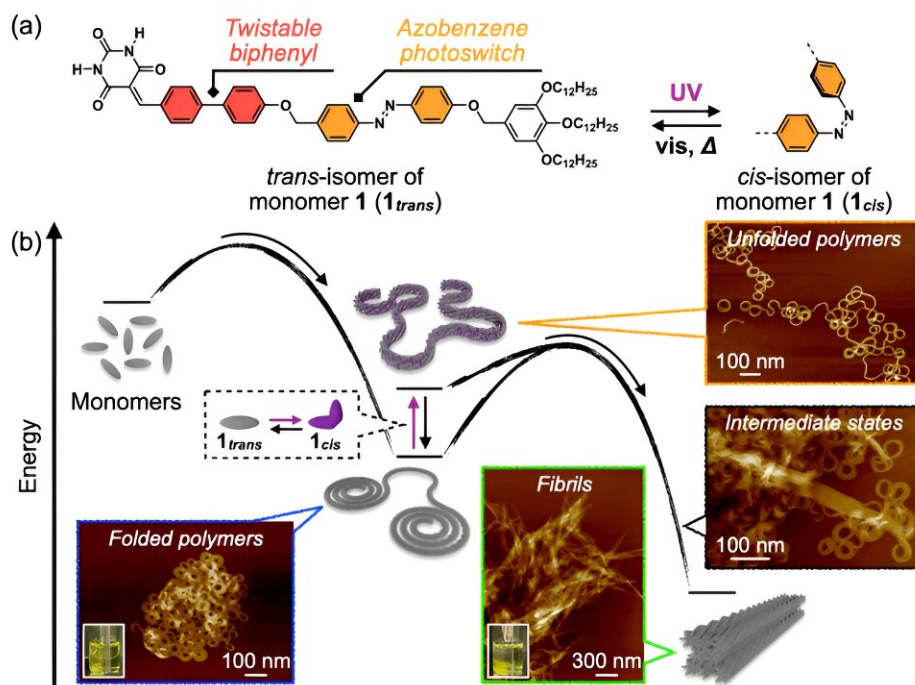 (a)
Twistable
biphenyl
Azobenzene
photoswitch
O
N
H
O
N
H
O
O
N
N
O
OC₁₂H₂₅
OC₁₂H₂₅
OC₁₂H₂₅
UV
vis, Δ
N
N
trans-isomer of
monomer 1 (1trans)
cis-isomer of
monomer 1 (1cis)
(b)
Energy
Monomers
1trans
1cis
Unfolded polymers
100 nm
Intermediate states
100 nm
Folded polymers
100 nm
Fibrils
300 nm